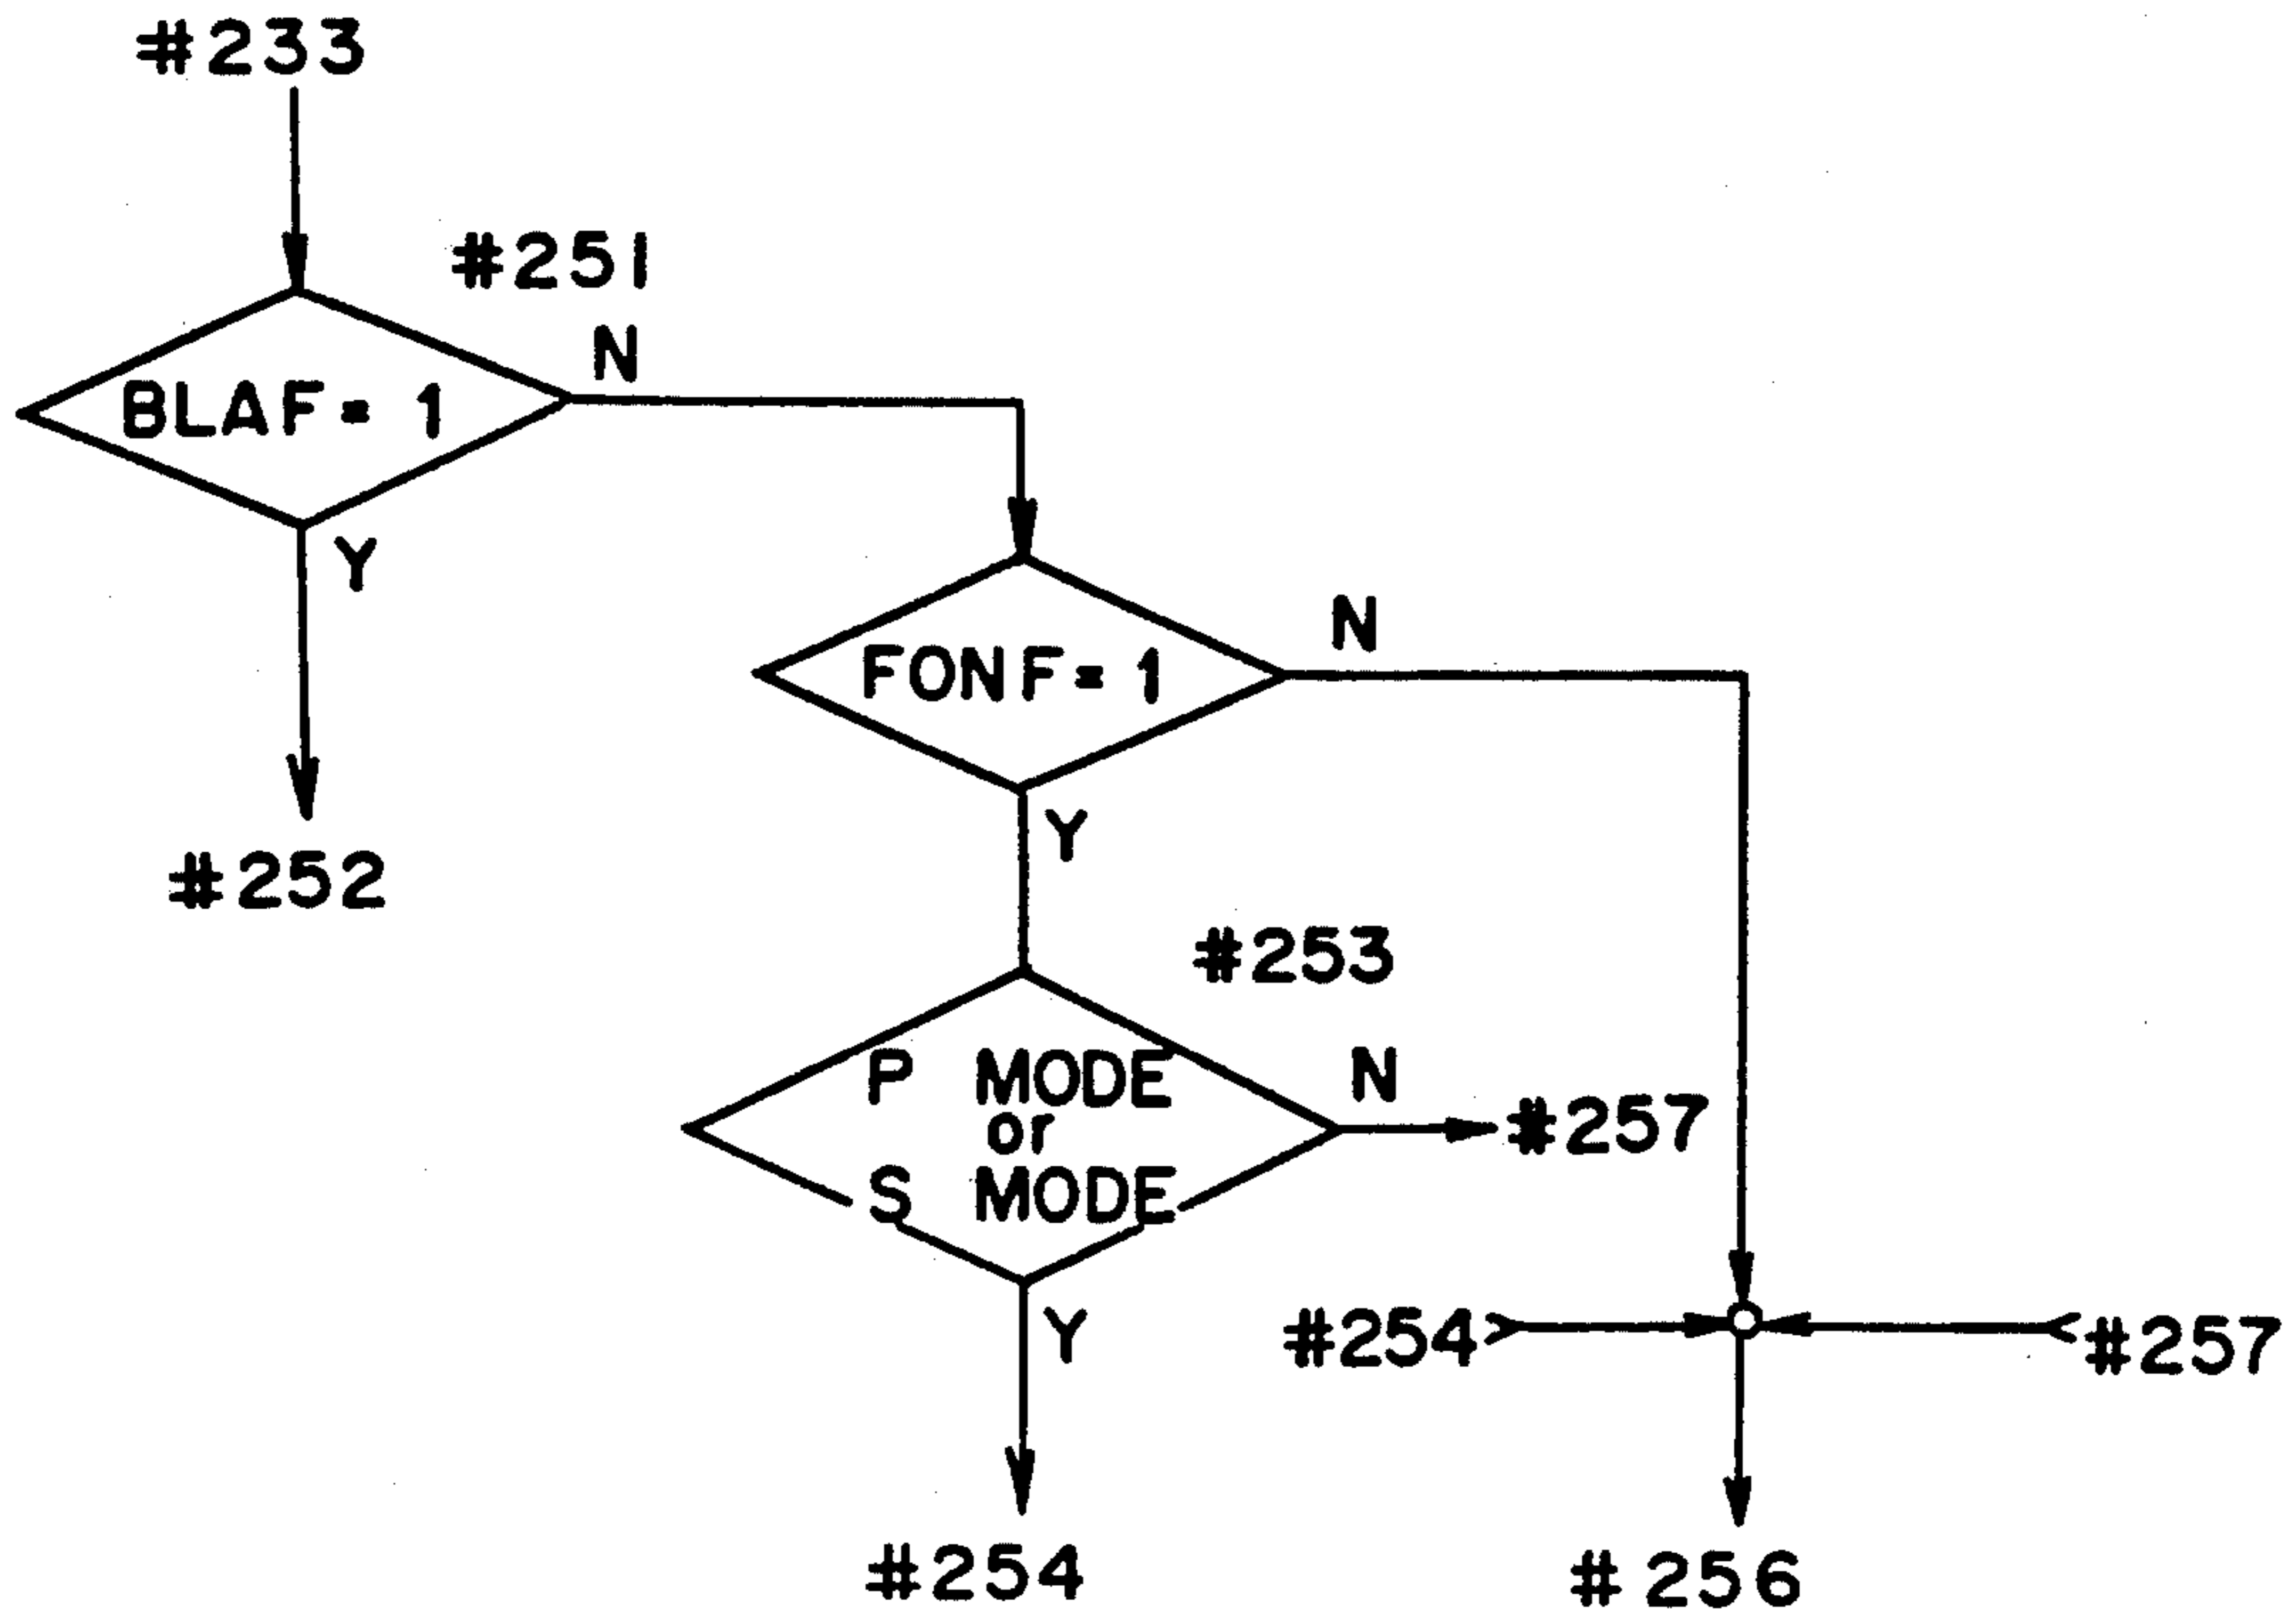 #233
#251
N
BLAF= 1
Y
#252
N
FONF= 1
Y
#253
P MODE
or
S MODE
N
#257
Y
#254
#257
#254
#256